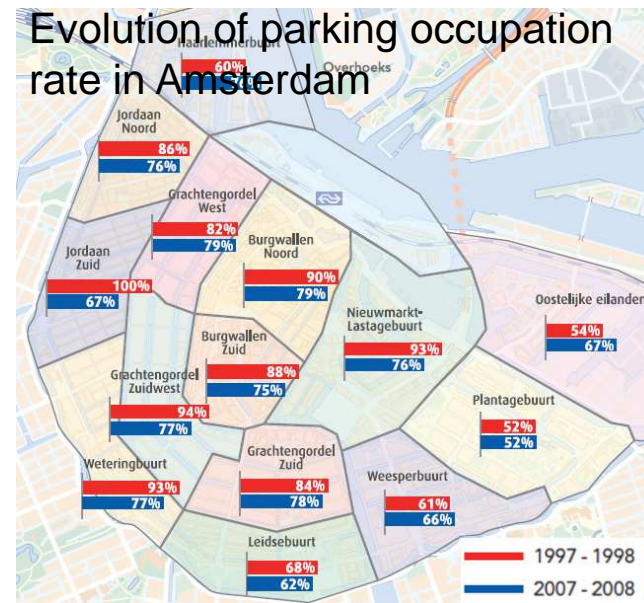 Evolution of parking occupation
rate in Amsterdam
Haarlemmerbuurt
60%
Overhoeks
Jordaan
Noord
86%
76%
Grachtengordel
West
82%
79%
Burgwallen
Noord
90%
79%
Jordaan
Zuid
100%
67%
Nieuwmarkt-
Lastagebuurt
93%
76%
Oostelijke eilanden
54%
67%
Burgwallen
Zuid
88%
75%
Grachtengordel
Zuidwest
94%
77%
Plantagebuurt
52%
52%
Weteringbuurt
93%
77%
Grachtengordel
Zuid
84%
78%
Weesperbuurt
61%
66%
Leidsebuurt
68%
62%
1997 - 1998
2007 - 2008